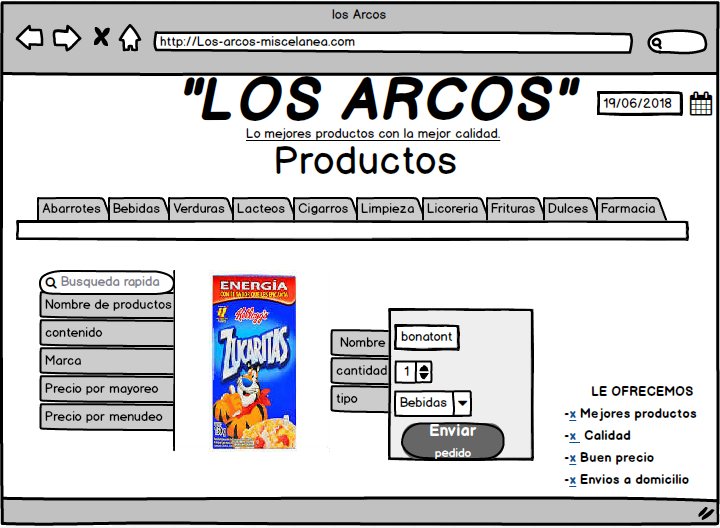 los Arcos
http://Los-arcos-miscelanea.com
"LOS ARCOS"
19/06/2018
Lo mejores productos con la mejor calidad.
Productos
Abarrotes Bebidas Verduras Lacteos Cigarros Limpieza Licoreria Frituras Dulces Farmacia
Busqueda rapida
Nombre de productos
contenido
Marca
Precio por mayoreo
Precio por menudeo
ENERGÍA
Kellogg's
ZUCARITAS
Nombre bonatont
cantidad 1
tipo Bebidas
Enviar
pedido
LE OFRECEMOS
-x Mejores productos
-x Calidad
-x Buen precio
-x Envios a domicilio